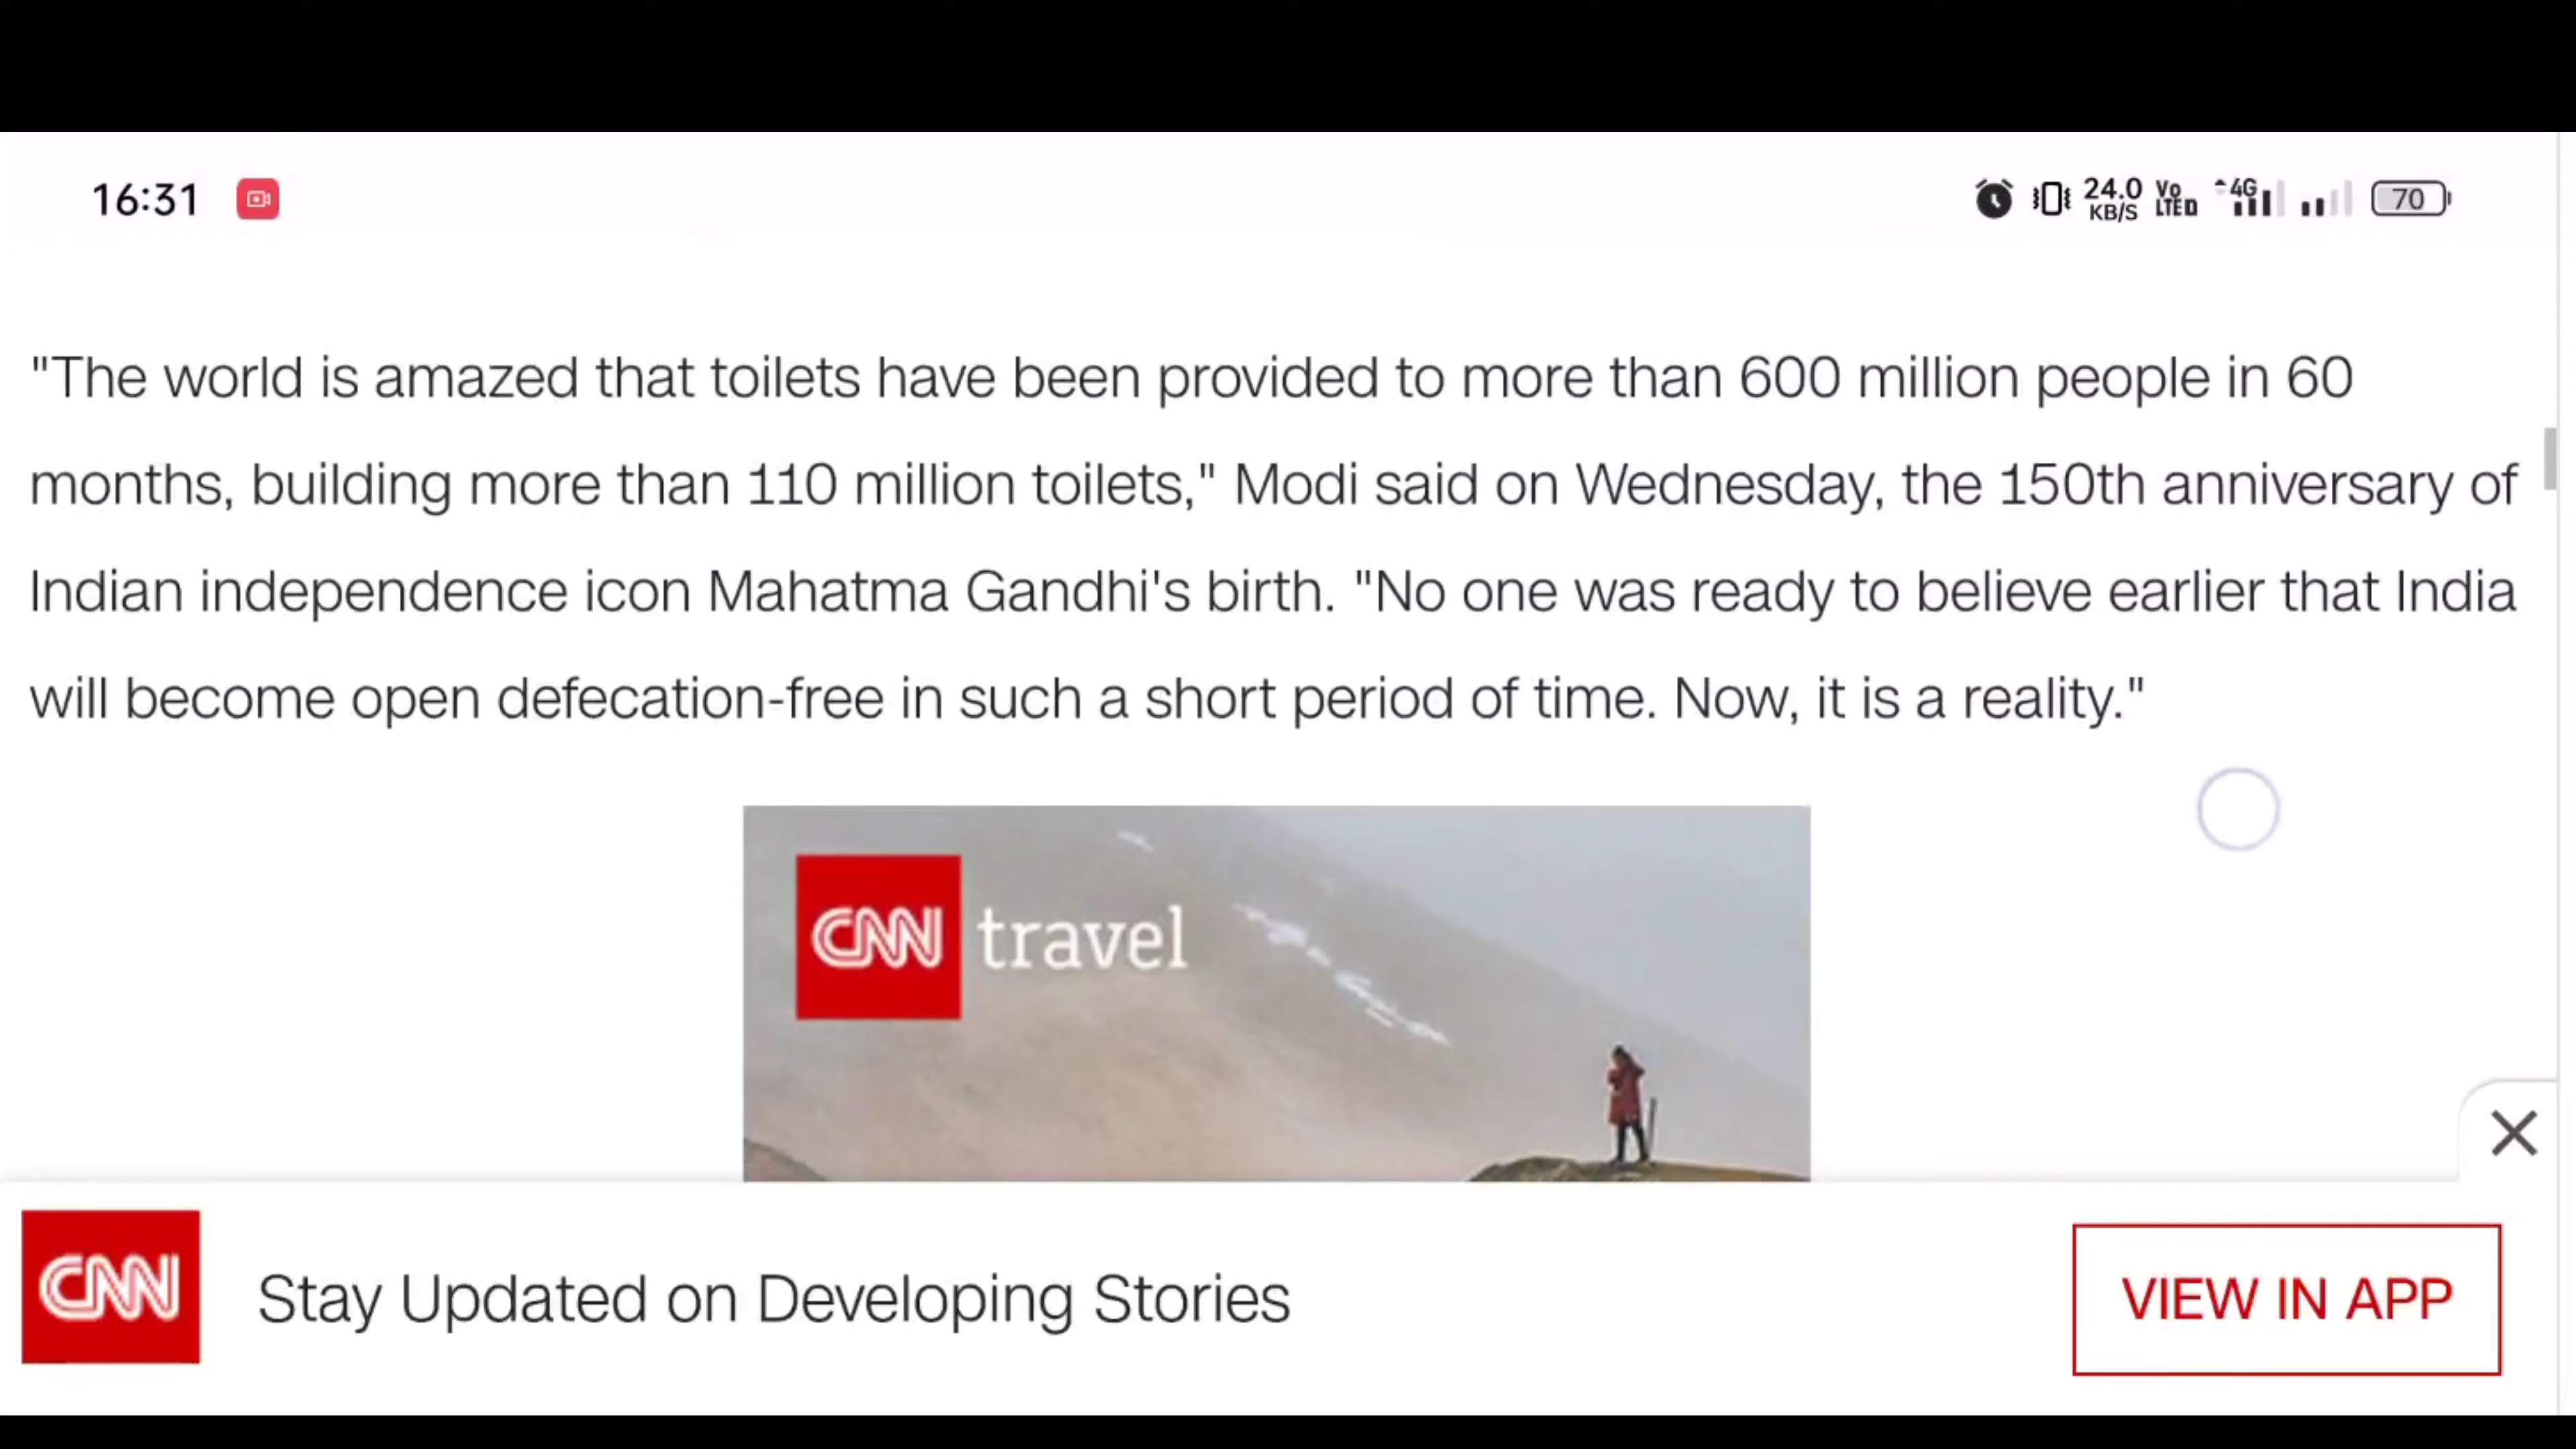 16:31
24.0
KB/S
Vo
LTE
4G
70
"The world is amazed that toilets have been provided to more than 600 million people in 60
months, building more than 110 million toilets," Modi said on Wednesday, the 150th anniversary of
Indian independence icon Mahatma Gandhi's birth. "No one was ready to believe earlier that India
will become open defecation-free in such a short period of time. Now, it is a reality."
CNN travel
CNN Stay Updated on Developing Stories VIEW IN APP